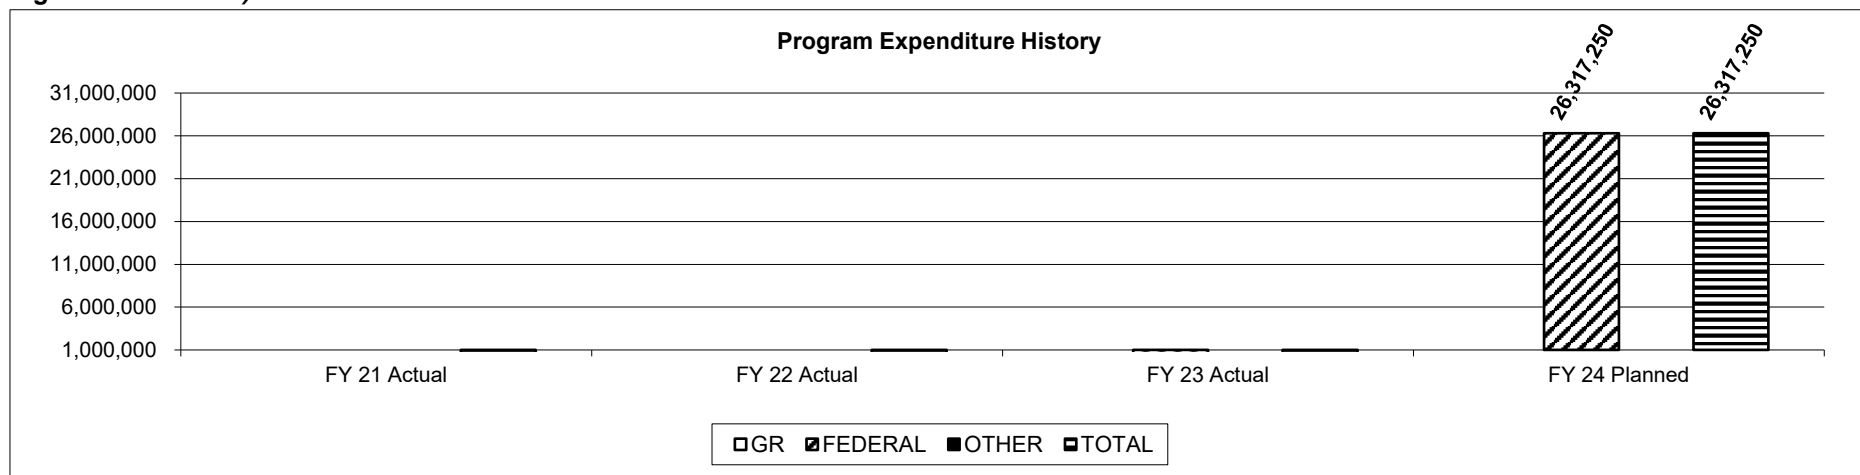 Program Expenditure History
26,317,250
26,317,250
31,000,000
26,000,000
21,000,000
16,000,000
11,000,000
6,000,000
1,000,000
FY 21 Actual
FY 22 Actual
FY 23 Actual
FY 24 Planned
GR FEDERAL OTHER TOTAL